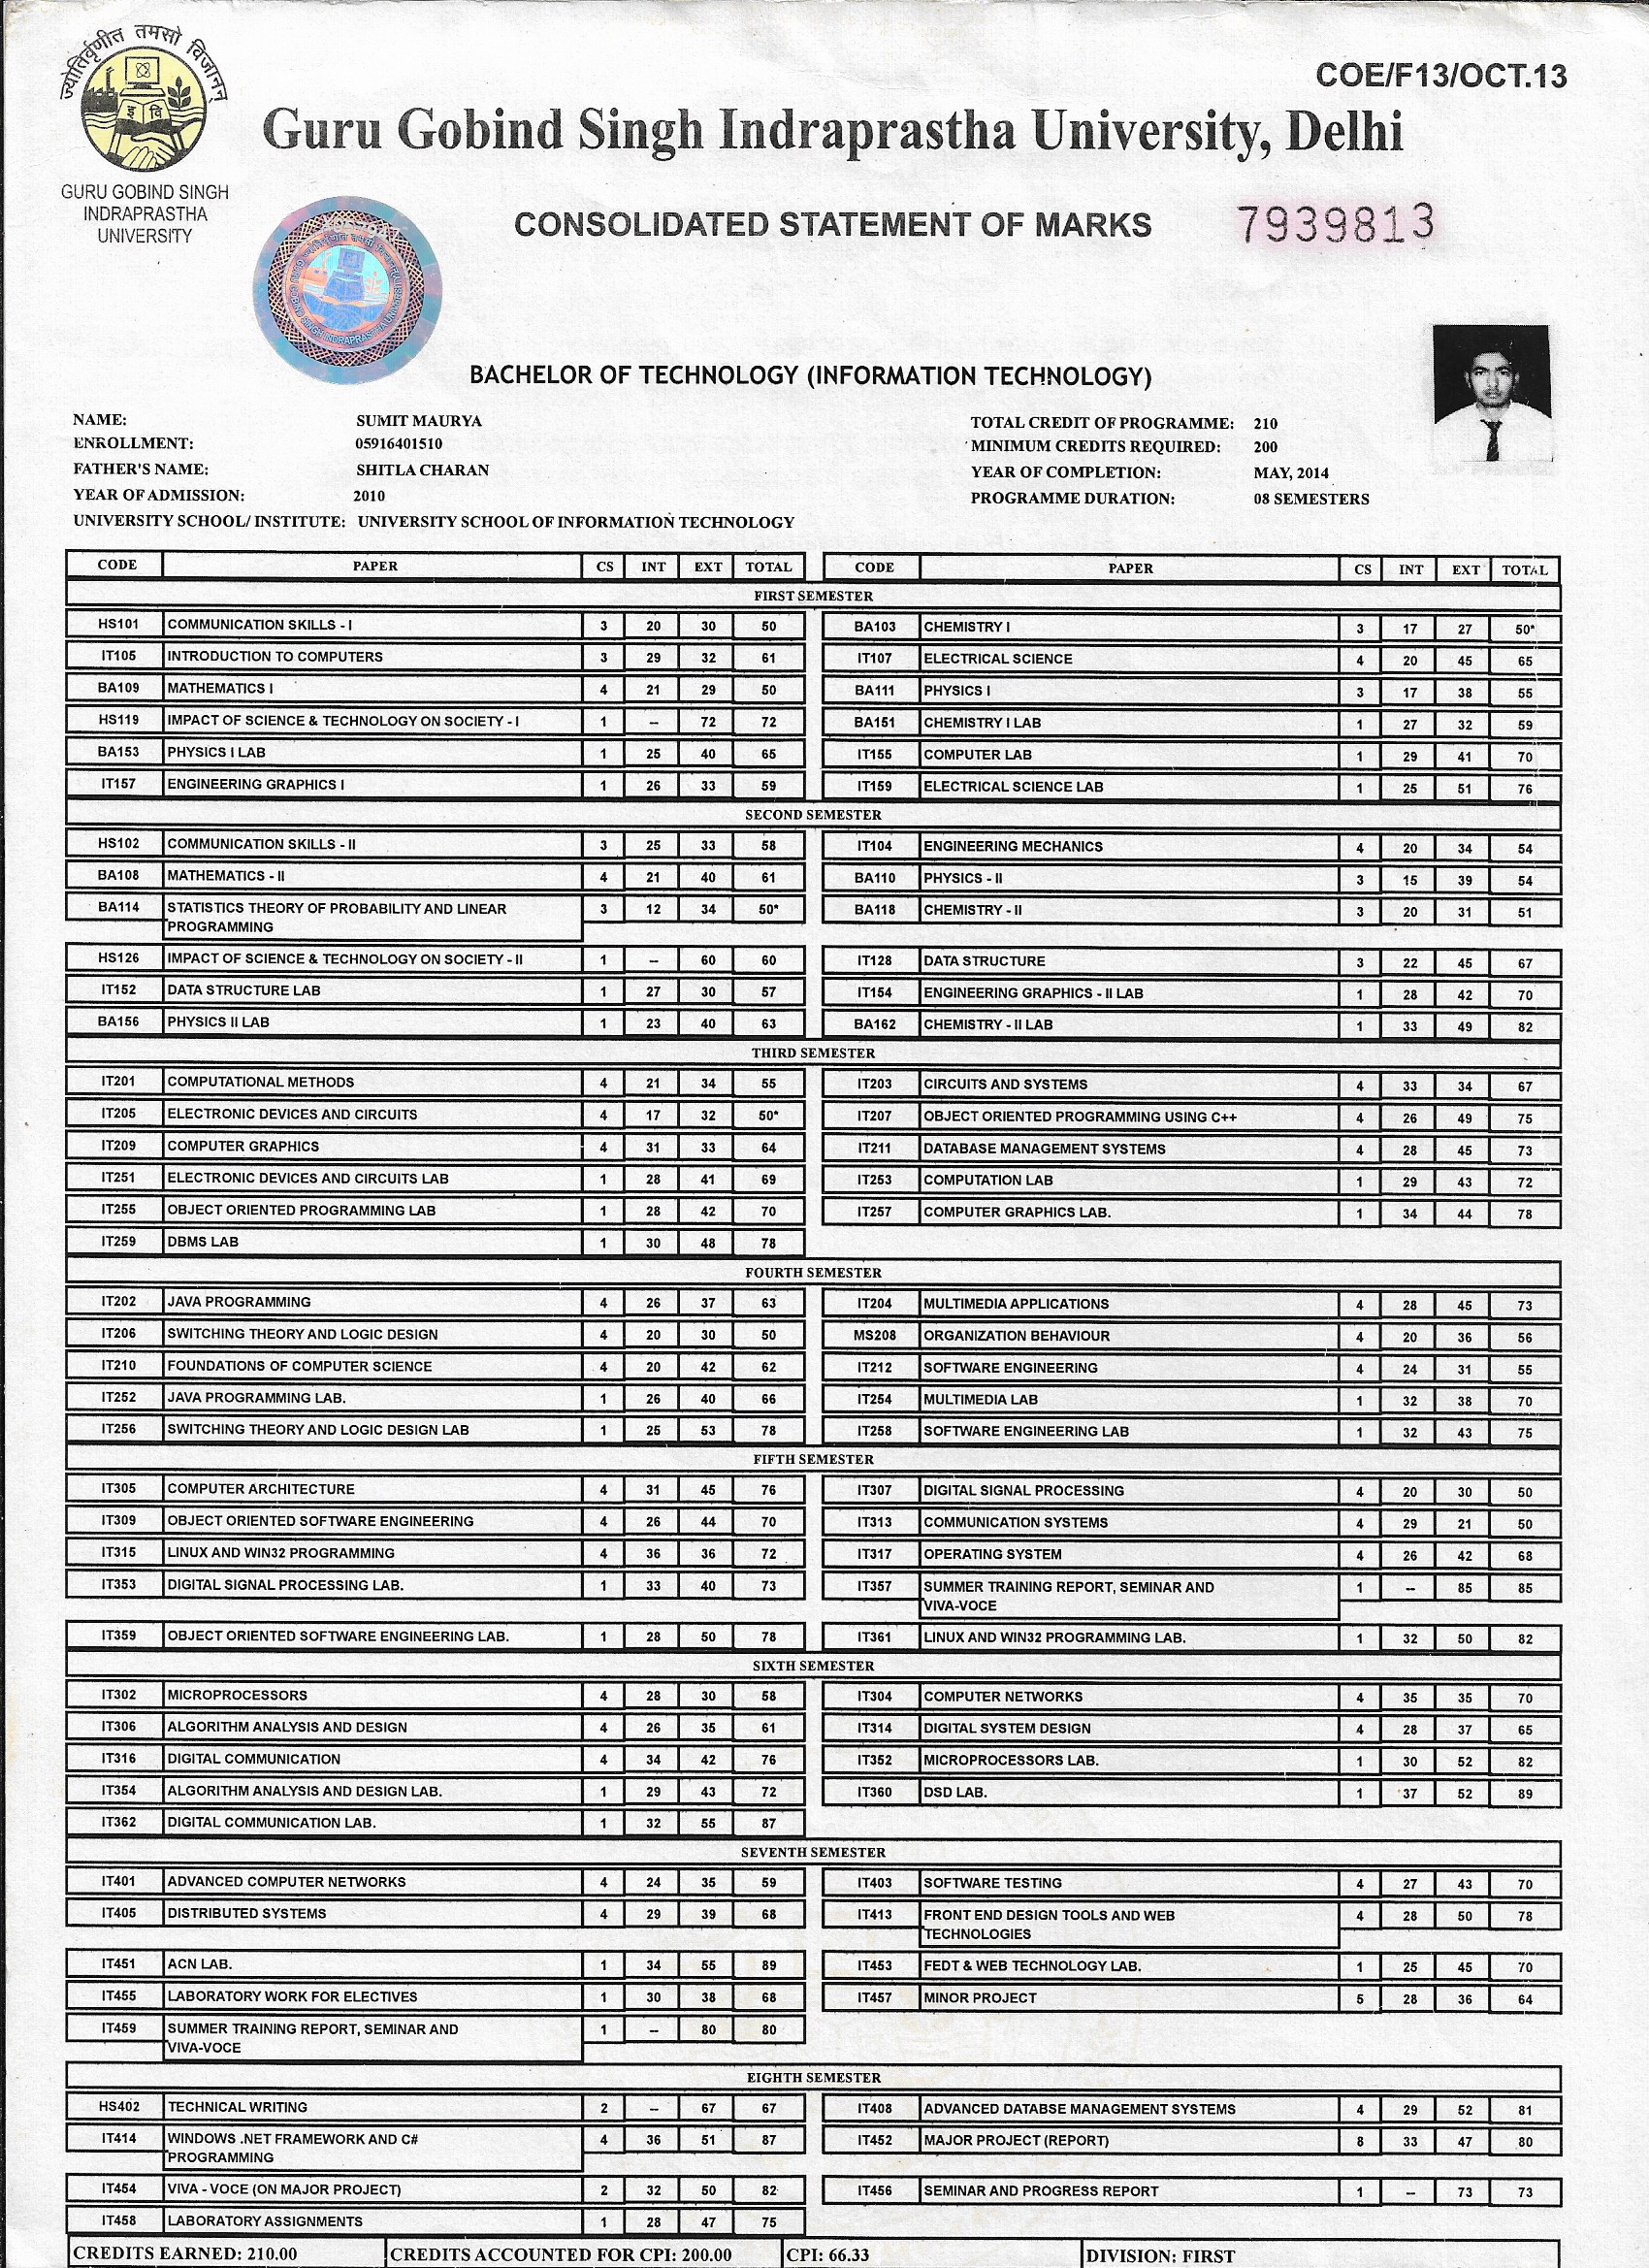 ज्योतिर्वृणीत तमसो विजानन्
COE/F13/OCT.13
Guru Gobind Singh Indraprastha University, Delhi
इ वि
GURU GOBIND SINGH
INDRAPRASTHA
UNIVERSITY
CONSOLIDATED STATEMENT OF MARKS 7939813
BACHELOR OF TECHNOLOGY (INFORMATION TECHNOLOGY)
NAME: SUMIT MAURYA TOTAL CREDIT OF PROGRAMME: 210
ENROLLMENT: 05916401510 MINIMUM CREDITS REQUIRED: 200
FATHER'S NAME: SHITLA CHARAN YEAR OF COMPLETION: MAY, 2014
YEAR OF ADMISSION: 2010 PROGRAMME DURATION: 08 SEMESTERS
UNIVERSITY SCHOOL/ INSTITUTE: UNIVERSITY SCHOOL OF INFORMATION TECHNOLOGY
CODE PAPER CS INT EXT TOTAL CODE PAPER CS INT EXT TOTAL
FIRST SEMESTER
HS101 COMMUNICATION SKILLS - I 3 20 30 50 BA103 CHEMISTRY I 3 17 27 50*
IT105 INTRODUCTION TO COMPUTERS 3 29 32 61 IT107 ELECTRICAL SCIENCE 4 20 45 65
BA109 MATHEMATICS I 4 21 29 50 BA111 PHYSICS I 3 17 38 55
HS119 IMPACT OF SCIENCE & TECHNOLOGY ON SOCIETY - I 1 -- 72 72 BA151 CHEMISTRY I LAB 1 27 32 59
BA153 PHYSICS I LAB 1 25 40 65 IT155 COMPUTER LAB 1 29 41 70
IT157 ENGINEERING GRAPHICS I 1 26 33 59 IT159 ELECTRICAL SCIENCE LAB 1 25 51 76
SECOND SEMESTER
HS102 COMMUNICATION SKILLS - II 3 25 33 58 IT104 ENGINEERING MECHANICS 4 20 34 54
BA108 MATHEMATICS - II 4 21 40 61 BA110 PHYSICS - II 3 15 39 54
BA114 STATISTICS THEORY OF PROBABILITY AND LINEAR 3 12 34 50* BA118 CHEMISTRY - II 3 20 31 51
PROGRAMMING
HS126 IMPACT OF SCIENCE & TECHNOLOGY ON SOCIETY - II 1 -- 60 60 IT128 DATA STRUCTURE 3 22 45 67
IT152 DATA STRUCTURE LAB 1 27 30 57 IT154 ENGINEERING GRAPHICS - II LAB 1 28 42 70
BA156 PHYSICS II LAB 1 23 40 63 BA162 CHEMISTRY - II LAB 1 33 49 82
THIRD SEMESTER
IT201 COMPUTATIONAL METHODS 4 21 34 55 IT203 CIRCUITS AND SYSTEMS 4 33 34 67
IT205 ELECTRONIC DEVICES AND CIRCUITS 4 17 32 50* IT207 OBJECT ORIENTED PROGRAMMING USING C++ 4 26 49 75
IT209 COMPUTER GRAPHICS 4 31 33 64 IT211 DATABASE MANAGEMENT SYSTEMS 4 28 45 73
IT251 ELECTRONIC DEVICES AND CIRCUITS LAB 1 28 41 69 IT253 COMPUTATION LAB 1 29 43 72
IT255 OBJECT ORIENTED PROGRAMMING LAB 1 28 42 70 IT257 COMPUTER GRAPHICS LAB. 1 34 44 78
IT259 DBMS LAB 1 30 48 78
FOURTH SEMESTER
IT202 JAVA PROGRAMMING 4 26 37 63 IT204 MULTIMEDIA APPLICATIONS 4 28 45 73
IT206 SWITCHING THEORY AND LOGIC DESIGN 4 20 30 50 MS208 ORGANIZATION BEHAVIOUR 4 20 36 56
IT210 FOUNDATIONS OF COMPUTER SCIENCE 4 20 42 62 IT212 SOFTWARE ENGINEERING 4 24 31 55
IT252 JAVA PROGRAMMING LAB. 1 26 40 66 IT254 MULTIMEDIA LAB 1 32 38 70
IT256 SWITCHING THEORY AND LOGIC DESIGN LAB 1 25 53 78 IT258 SOFTWARE ENGINEERING LAB 1 32 43 75
FIFTH SEMESTER
IT305 COMPUTER ARCHITECTURE 4 31 45 76 IT307 DIGITAL SIGNAL PROCESSING 4 20 30 50
IT309 OBJECT ORIENTED SOFTWARE ENGINEERING 4 26 44 70 IT313 COMMUNICATION SYSTEMS 4 29 21 50
IT315 LINUX AND WIN32 PROGRAMMING 4 36 36 72 IT317 OPERATING SYSTEM 4 26 42 68
IT353 DIGITAL SIGNAL PROCESSING LAB. 1 33 40 73 IT357 SUMMER TRAINING REPORT, SEMINAR AND 1 -- 85 85
VIVA-VOCE
IT359 OBJECT ORIENTED SOFTWARE ENGINEERING LAB. 1 28 50 78 IT361 LINUX AND WIN32 PROGRAMMING LAB. 1 32 50 82
SIXTH SEMESTER
IT302 MICROPROCESSORS 4 28 30 58 IT304 COMPUTER NETWORKS 4 35 35 70
IT306 ALGORITHM ANALYSIS AND DESIGN 4 26 35 61 IT314 DIGITAL SYSTEM DESIGN 4 28 37 65
IT316 DIGITAL COMMUNICATION 4 34 42 76 IT352 MICROPROCESSORS LAB. 1 30 52 82
IT354 ALGORITHM ANALYSIS AND DESIGN LAB. 1 29 43 72 IT360 DSD LAB. 1 37 52 89
IT362 DIGITAL COMMUNICATION LAB. 1 32 55 87
SEVENTH SEMESTER
IT401 ADVANCED COMPUTER NETWORKS 4 24 35 59 IT403 SOFTWARE TESTING 4 27 43 70
IT405 DISTRIBUTED SYSTEMS 4 29 39 68 IT413 FRONT END DESIGN TOOLS AND WEB 4 28 50 78
TECHNOLOGIES
IT451 ACN LAB. 1 34 55 89 IT453 FEDT & WEB TECHNOLOGY LAB. 1 25 45 70
IT455 LABORATORY WORK FOR ELECTIVES 1 30 38 68 IT457 MINOR PROJECT 5 28 36 64
IT459 SUMMER TRAINING REPORT, SEMINAR AND 1 -- 80 80
VIVA-VOCE
EIGHTH SEMESTER
HS402 TECHNICAL WRITING 2 -- 67 67 IT408 ADVANCED DATABSE MANAGEMENT SYSTEMS 4 29 52 81
IT414 WINDOWS .NET FRAMEWORK AND C# 4 36 51 87 IT452 MAJOR PROJECT (REPORT) 8 33 47 80
PROGRAMMING
IT454 VIVA - VOCE (ON MAJOR PROJECT) 2 32 50 82 IT456 SEMINAR AND PROGRESS REPORT 1 -- 73 73
IT458 LABORATORY ASSIGNMENTS 1 28 47 75
CREDITS EARNED: 210.00 CREDITS ACCOUNTED FOR CPI: 200.00 CPI: 66.33 DIVISION: FIRST